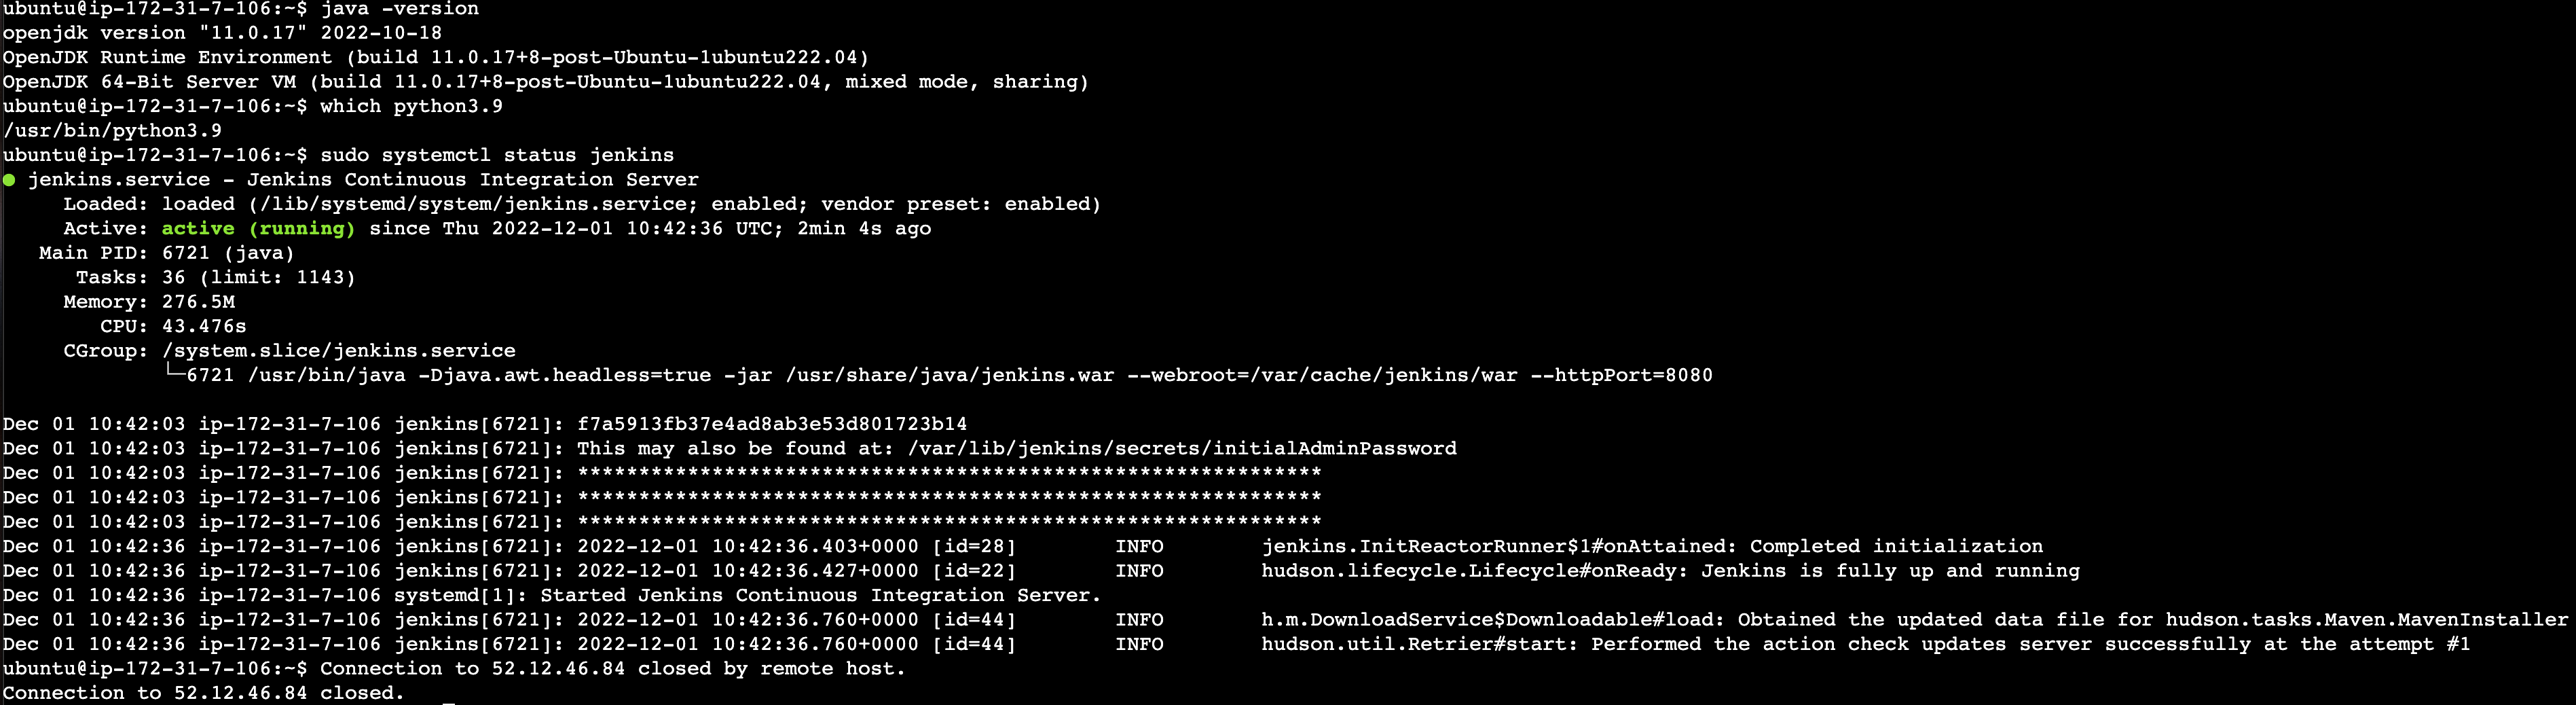 ubuntu@ip-172-31-7-106:~$ java -version
openjdk version "11.0.17" 2022-10-18
OpenJDK Runtime Environment (build 11.0.17+8-post-Ubuntu-1ubuntu222.04)
OpenJDK 64-Bit Server VM (build 11.0.17+8-post-Ubuntu-1ubuntu222.04, mixed mode, sharing)
ubuntu@ip-172-31-7-106:~$ which python3.9
/usr/bin/python3.9
ubuntu@ip-172-31-7-106:~$ sudo systemctl status jenkins
● jenkins.service - Jenkins Continuous Integration Server
     Loaded: loaded (/lib/systemd/system/jenkins.service; enabled; vendor preset: enabled)
     Active: active (running) since Thu 2022-12-01 10:42:36 UTC; 2min 4s ago
   Main PID: 6721 (java)
      Tasks: 36 (limit: 1143)
     Memory: 276.5M
        CPU: 43.476s
     CGroup: /system.slice/jenkins.service
             └─6721 /usr/bin/java -Djava.awt.headless=true -jar /usr/share/java/jenkins.war --webroot=/var/cache/jenkins/war --httpPort=8080
Dec 01 10:42:03 ip-172-31-7-106 jenkins[6721]: f7a5913fb37e4ad8ab3e53d801723b14
Dec 01 10:42:03 ip-172-31-7-106 jenkins[6721]: This may also be found at: /var/lib/jenkins/secrets/initialAdminPassword
Dec 01 10:42:03 ip-172-31-7-106 jenkins[6721]: *************************************************************
Dec 01 10:42:03 ip-172-31-7-106 jenkins[6721]: *************************************************************
Dec 01 10:42:03 ip-172-31-7-106 jenkins[6721]: *************************************************************
Dec 01 10:42:36 ip-172-31-7-106 jenkins[6721]: 2022-12-01 10:42:36.403+0000 [id=28]        INFO        jenkins.InitReactorRunner$1#onAttained: Completed initialization
Dec 01 10:42:36 ip-172-31-7-106 jenkins[6721]: 2022-12-01 10:42:36.427+0000 [id=22]        INFO        hudson.lifecycle.Lifecycle#onReady: Jenkins is fully up and running
Dec 01 10:42:36 ip-172-31-7-106 systemd[1]: Started Jenkins Continuous Integration Server.
Dec 01 10:42:36 ip-172-31-7-106 jenkins[6721]: 2022-12-01 10:42:36.760+0000 [id=44]        INFO        h.m.DownloadService$Downloadable#load: Obtained the updated data file for hudson.tasks.Maven.MavenInstaller
Dec 01 10:42:36 ip-172-31-7-106 jenkins[6721]: 2022-12-01 10:42:36.760+0000 [id=44]        INFO        hudson.util.Retrier#start: Performed the action check updates server successfully at the attempt #1
ubuntu@ip-172-31-7-106:~$ Connection to 52.12.46.84 closed by remote host.
Connection to 52.12.46.84 closed.